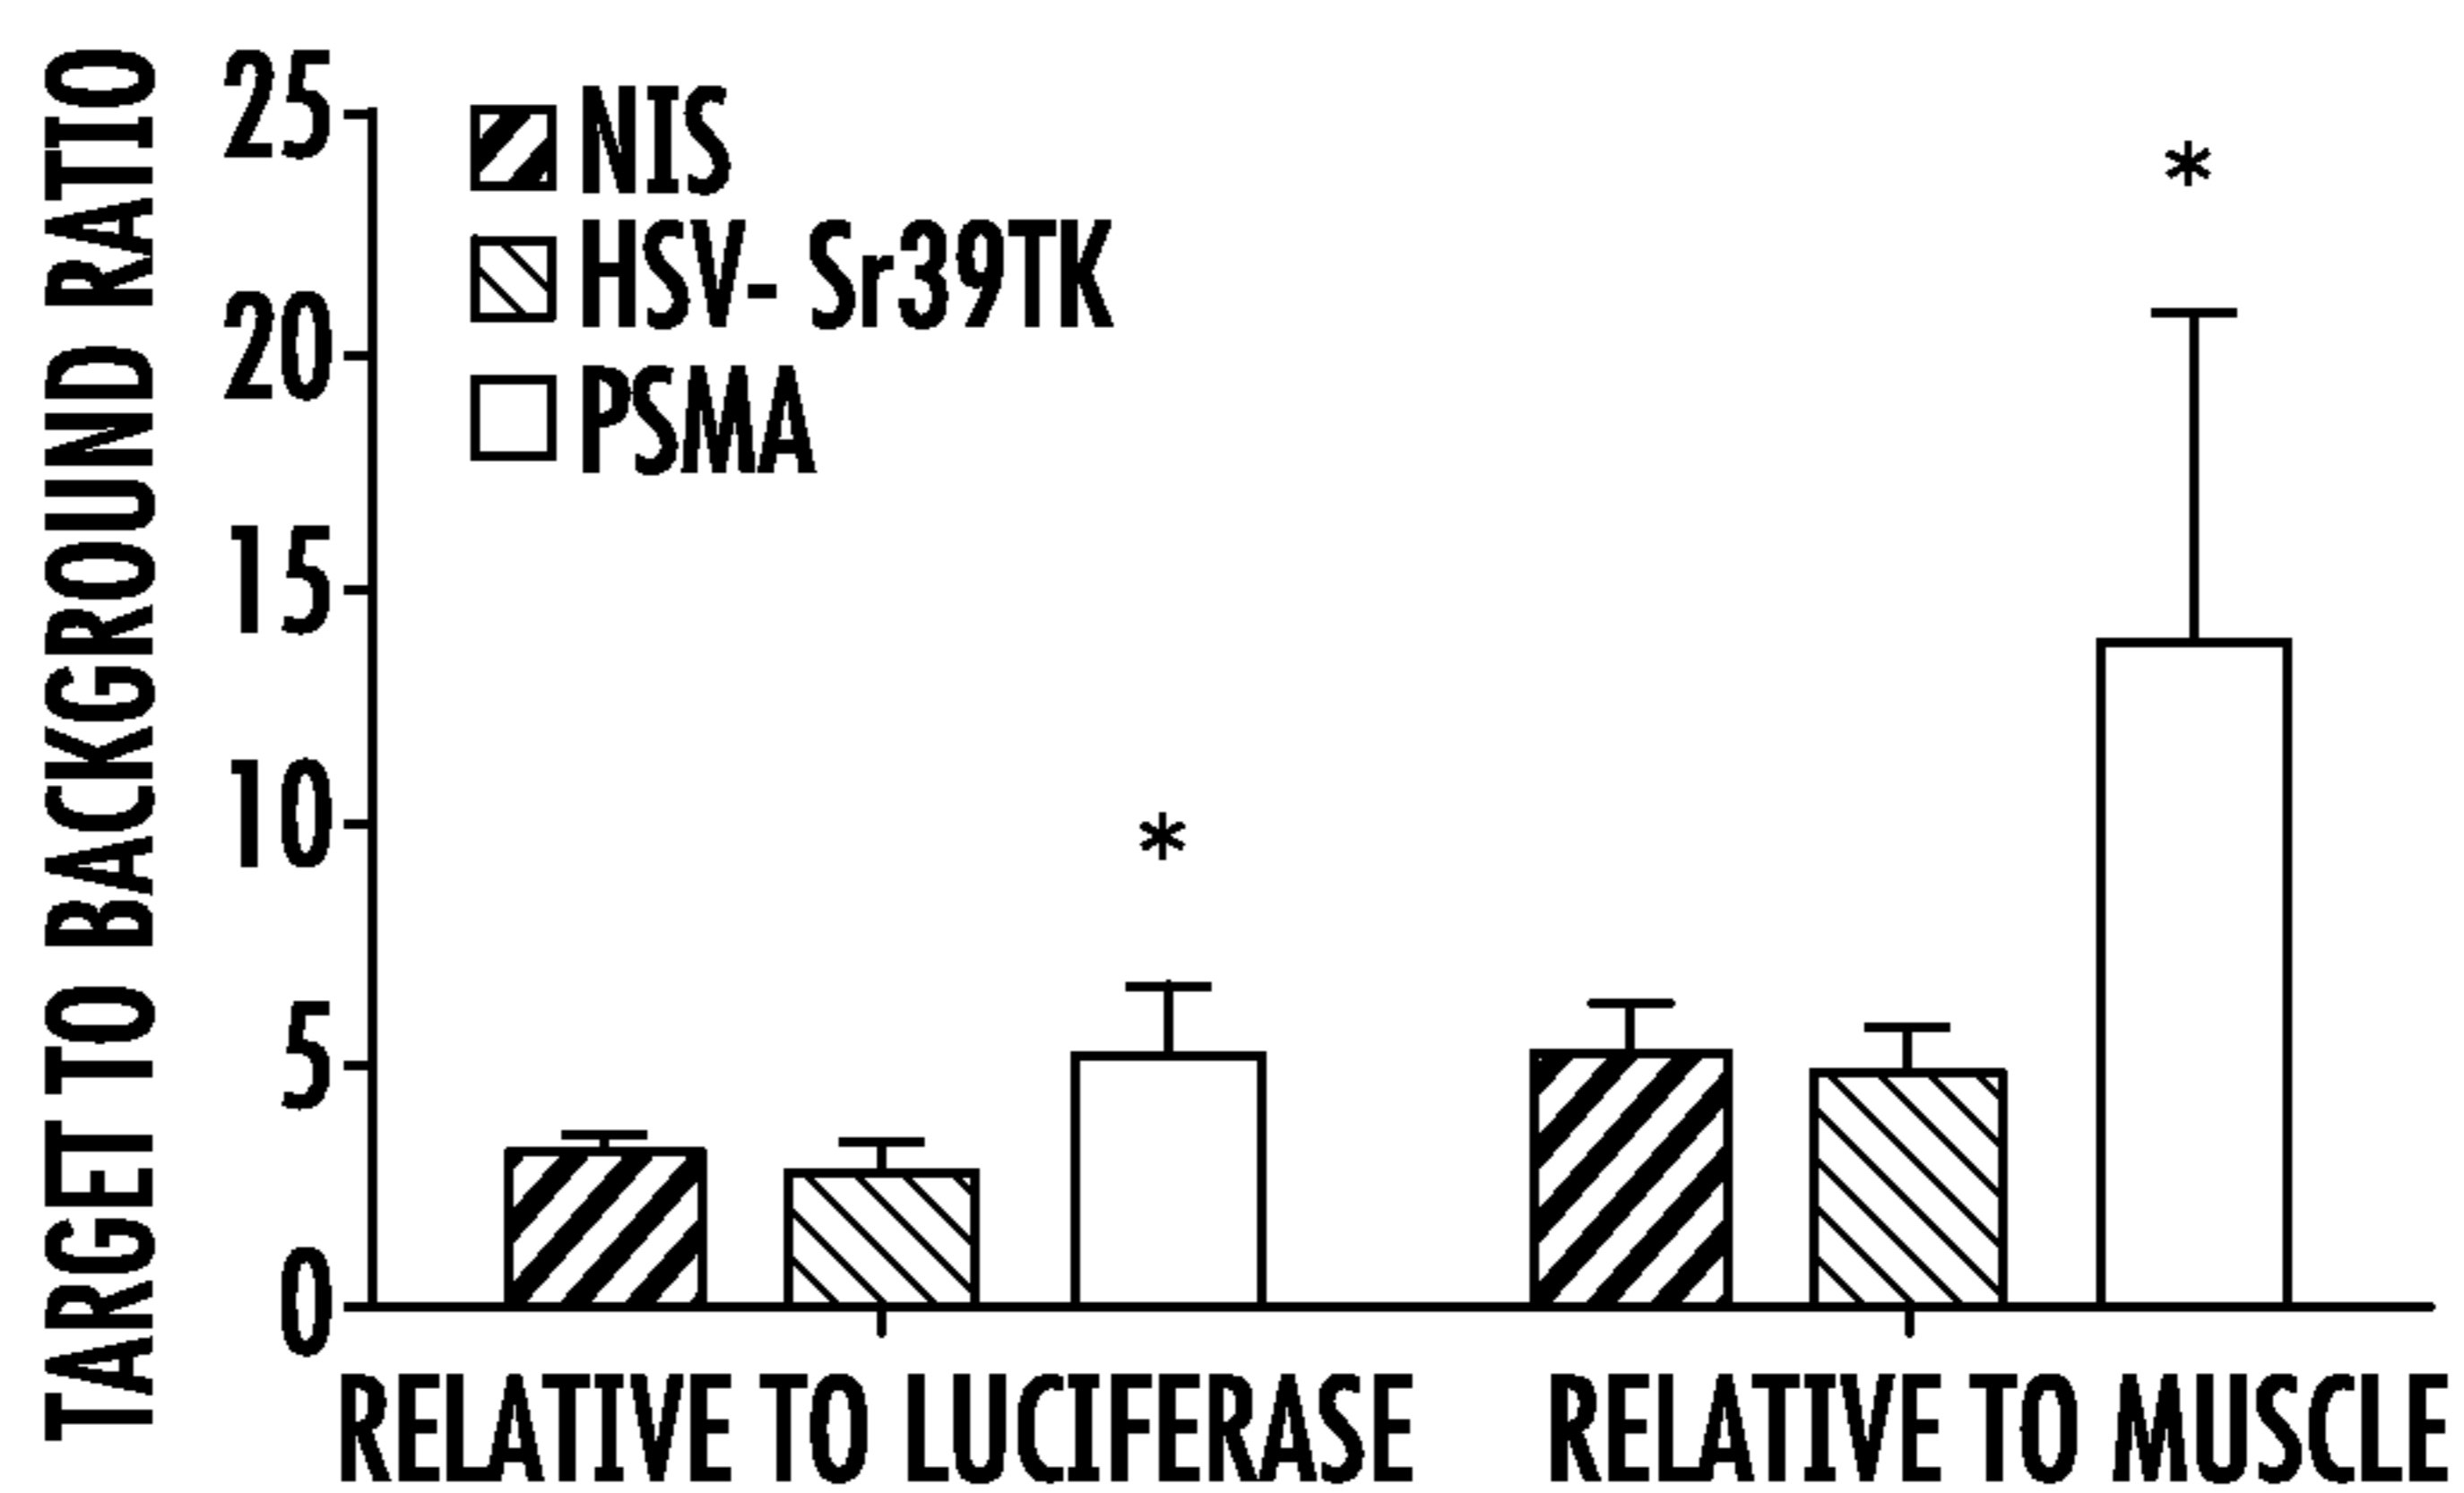 TARGET TO BACKGROUND RATIO
25
20
15
10
5
0
NIS
HSV- Sr39TK
PSMA
*
*
RELATIVE TO LUCIFERASE
RELATIVE TO MUSCLE